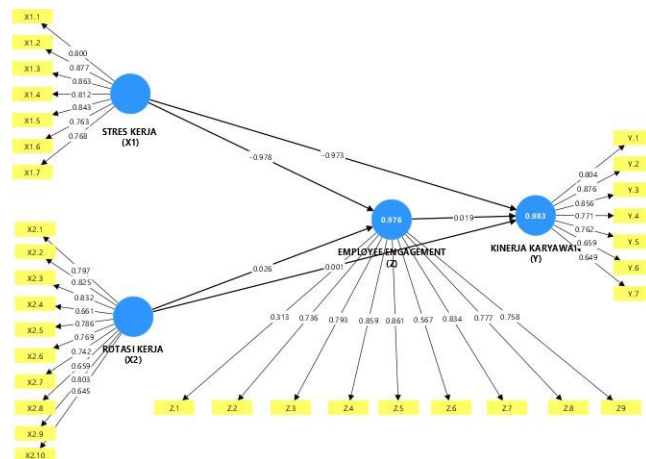 X1.1
X1.2
X1.3
X1.4
X1.5
X1.6
X1.7
0.800
0.877
0.863
0.812
0.843
0.763
0.768
STRES KERJA
(X1)
-0.978
-0.973
X2.1
X2.2
X2.3
X2.4
X2.5
X2.6
X2.7
X2.8
X2.9
X2.10
0.797
0.825
0.832
0.661
0.786
0.769
0.742
0.659
0.803
0.645
ROTASI KERJA
(X2)
0.026
0.001
0.976
EMPLOYEE ENGAGEMENT
(Z)
0.019
0.313
0.736
0.793
0.859
0.861
0.567
0.834
0.777
0.758
Z.1
Z.2
Z.3
Z.4
Z.5
Z.6
Z.7
Z.8
Z9
0.983
KINERJA KARYAWAN
(Y)
0.804
0.876
0.856
0.771
0.762
0.659
0.649
Y.1
Y.2
Y.3
Y.4
Y.5
Y.6
Y.7